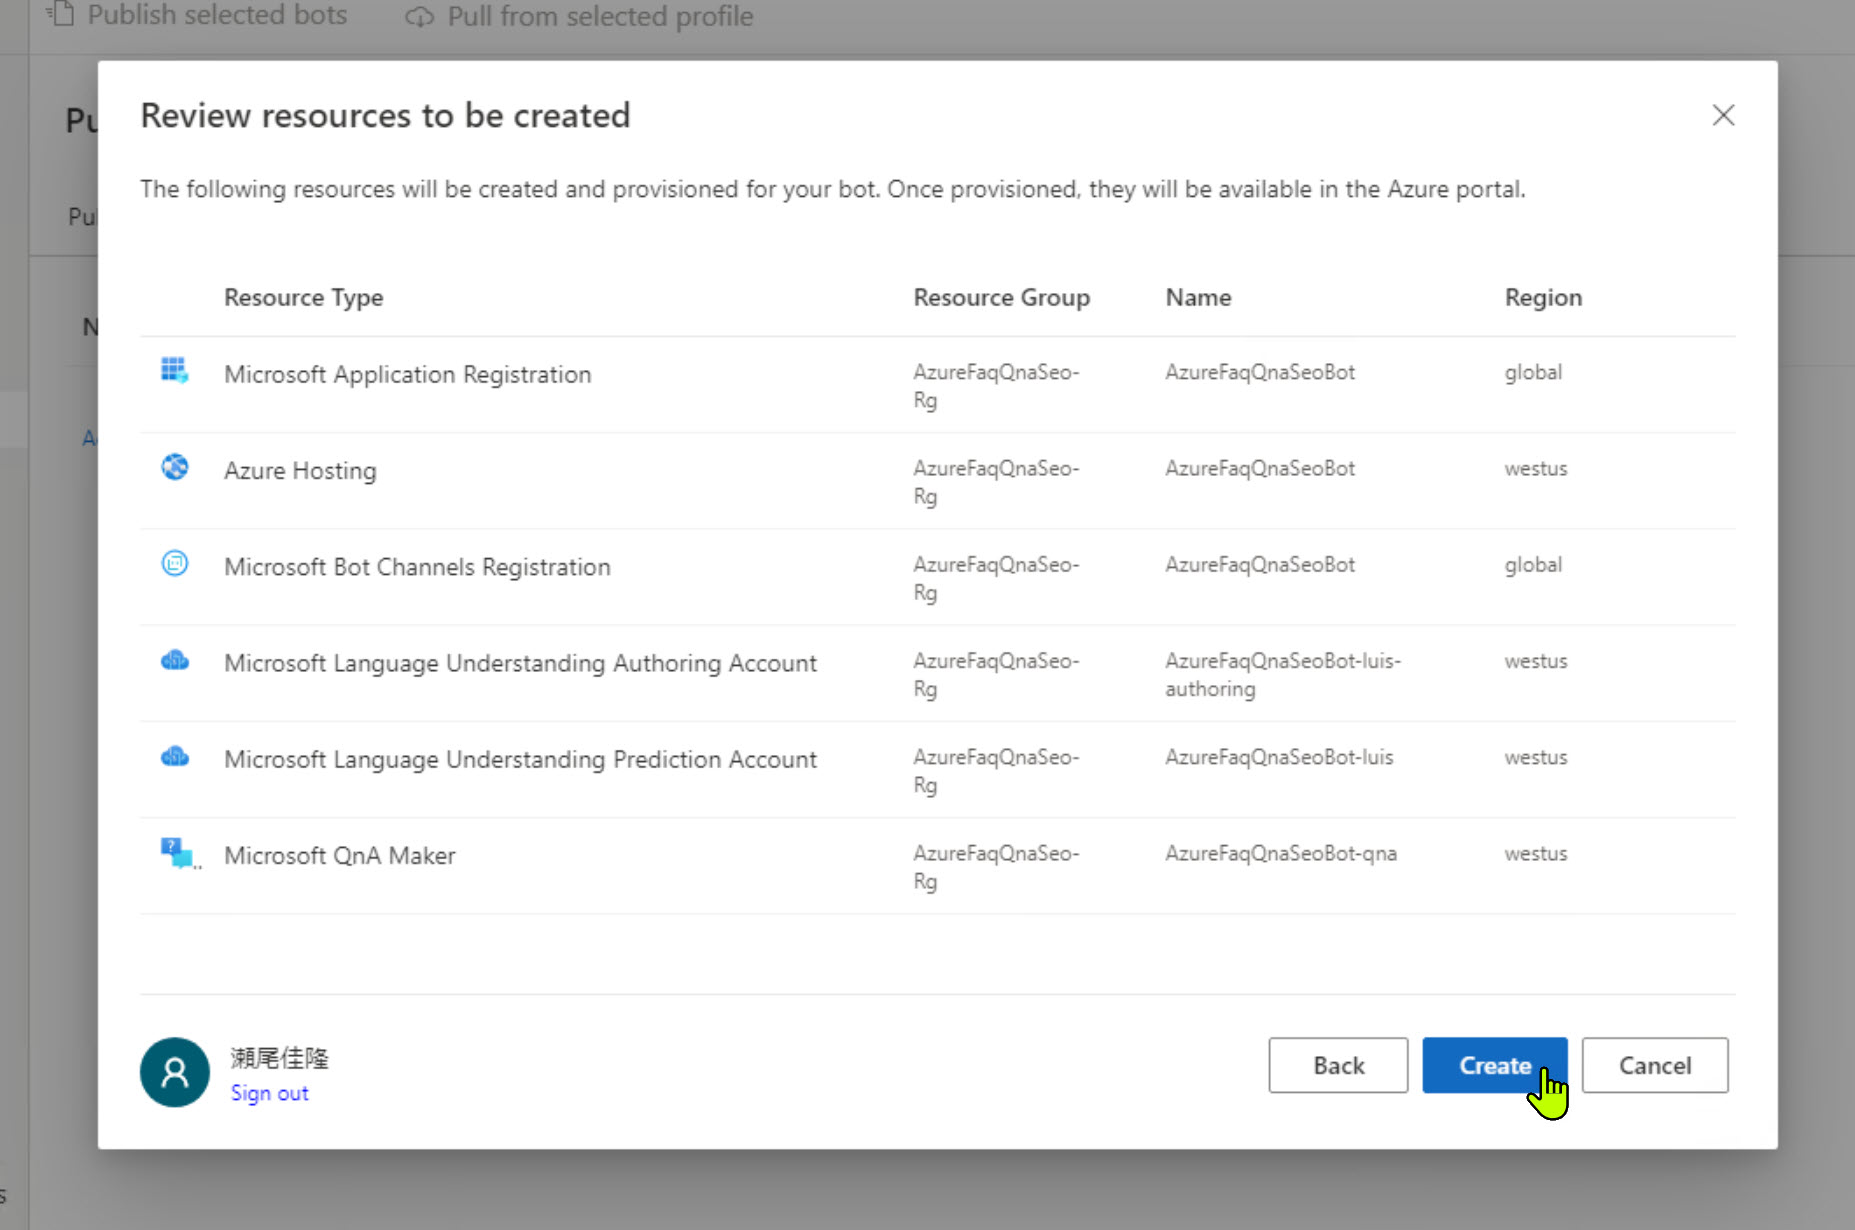 Publish selected bots Pull from selected profile
Pu
Review resources to be created
The following resources will be created and provisioned for your bot. Once provisioned, they will be available in the Azure portal.
Pul
Resource Type Resource Group Name Region
N
Microsoft Application Registration AzureFaqQnaSeo- AzureFaqQnaSeoBot global
Rg
A
Azure Hosting AzureFaqQnaSeo- AzureFaqQnaSeoBot westus
Rg
Microsoft Bot Channels Registration AzureFaqQnaSeo- AzureFaqQnaSeoBot global
Rg
Microsoft Language Understanding Authoring Account AzureFaqQnaSeo- AzureFaqQnaSeoBot-luis- westus
Rg authoring
Microsoft Language Understanding Prediction Account AzureFaqQnaSeo- AzureFaqQnaSeoBot-luis westus
Rg
Microsoft QnA Maker AzureFaqQnaSeo- AzureFaqQnaSeoBot-qna westus
Rg
瀬尾佳隆
Sign out
Back Create Cancel
s